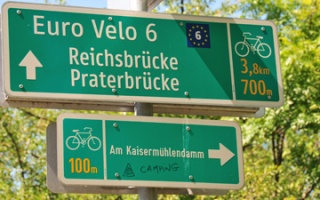 Euro Velo 6
6
Reichsbrücke
3,8km
Praterbrücke
700m
100m
Am Kaisermühlendamm
CAMPING